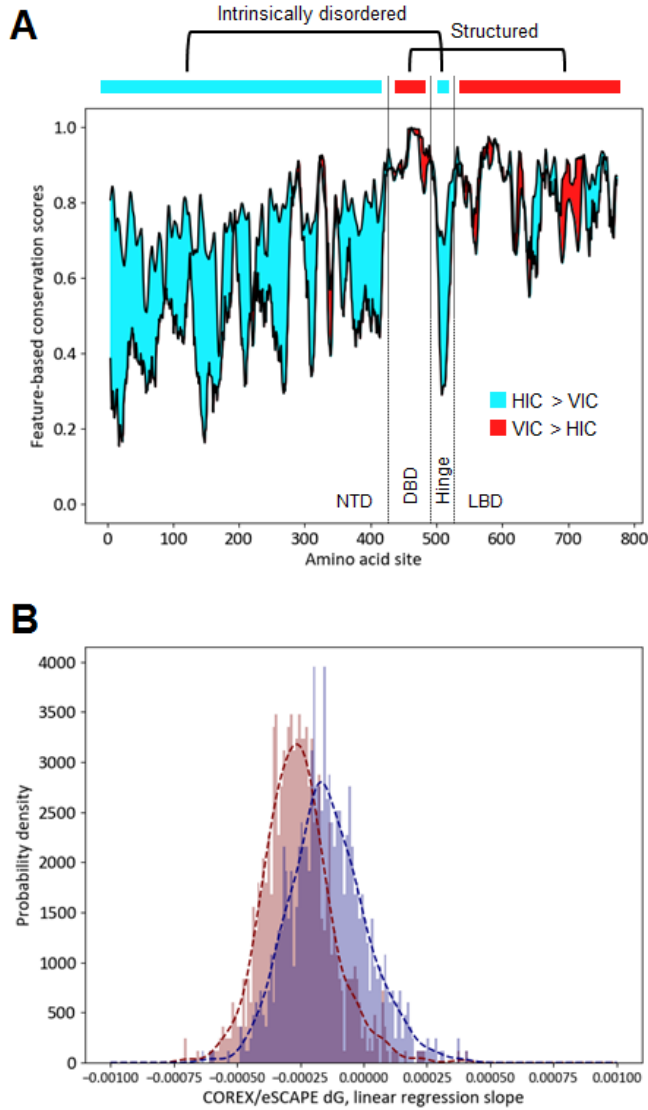 A
Intrinsically disordered
Structured
Feature-based conservation scores
1.0
0.8
0.6
0.4
0.2
0.0
HIC > VIC
VIC > HIC
NTD
DBD
Hinge
LBD
0 100 200 300 400 500 600 700 800
Amino acid site
B
Probability density
4000
3500
3000
2500
2000
1500
1000
500
0
−0.00100 −0.00075 −0.00050 −0.00025 0.00000 0.00025 0.00050 0.00075 0.00100
COREX/eSCAPE dG, linear regression slope